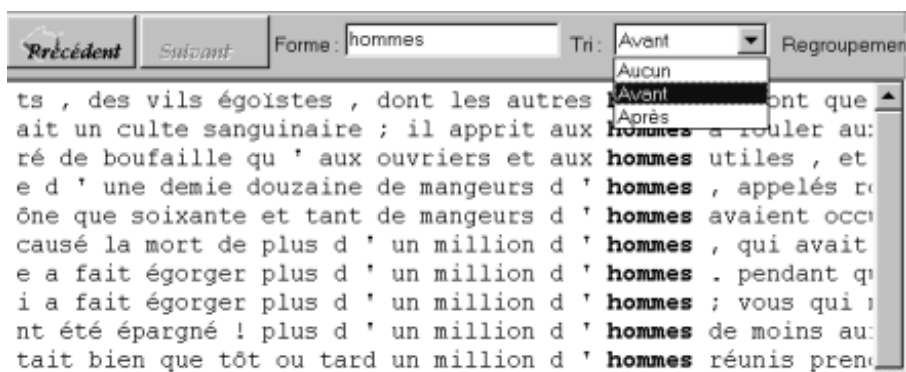 Précédent Suivant Forme : hommes Tri : Avant Regroupemen
Aucun
Avant
Après
ts , des vils égoïstes , dont les autres ont que
ait un culte sanguinaire ; il apprit aux hommes à rouler au
ré de boufaille qu ' aux ouvriers et aux hommes utiles , et
e d ' une demie douzaine de mangeurs d ' hommes , appelés r
ône que soixante et tant de mangeurs d ' hommes avaient occ
causé la mort de plus d ' un million d ' hommes , qui avait
e a fait égorger plus d ' un million d ' hommes . pendant q
i a fait égorger plus d ' un million d ' hommes ; vous qui
nt été épargné ! plus d ' un million d ' hommes de moins au
tait bien que tôt ou tard un million d ' hommes réunis pren